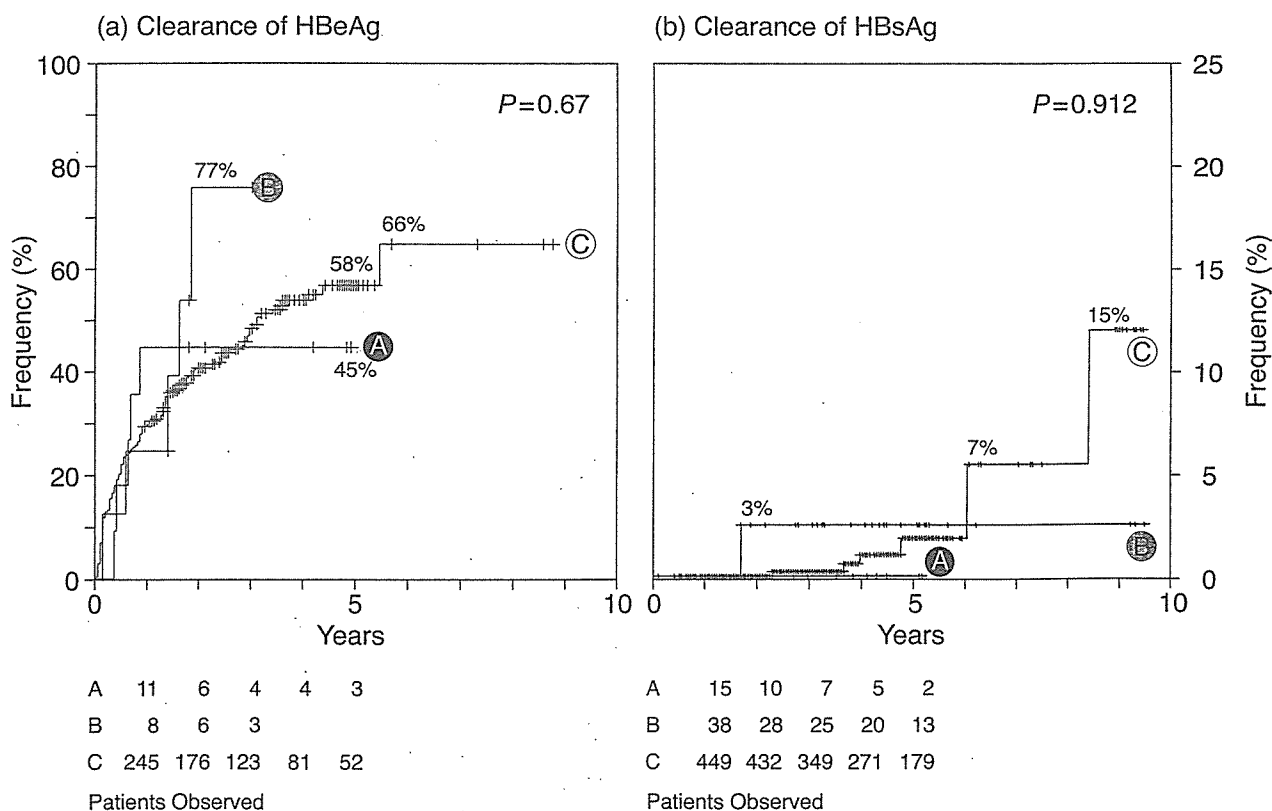 (a) Clearance of HBeAg
100
80
60
40
20
0
Frequency (%)
P=0.67
77%
B
66%
C
58%
A
45%
0 5 10
Years
A 11 6 4 4 3
B 8 6 3
C 245 176 123 81 52
Patients Observed
(b) Clearance of HBsAg
25
20
15
10
5
0
Frequency (%)
P=0.912
15%
C
7%
3%
A
B
0 5 10
Years
A 15 10 7 5 2
B 38 28 25 20 13
C 449 432 349 271 179
Patients Observed